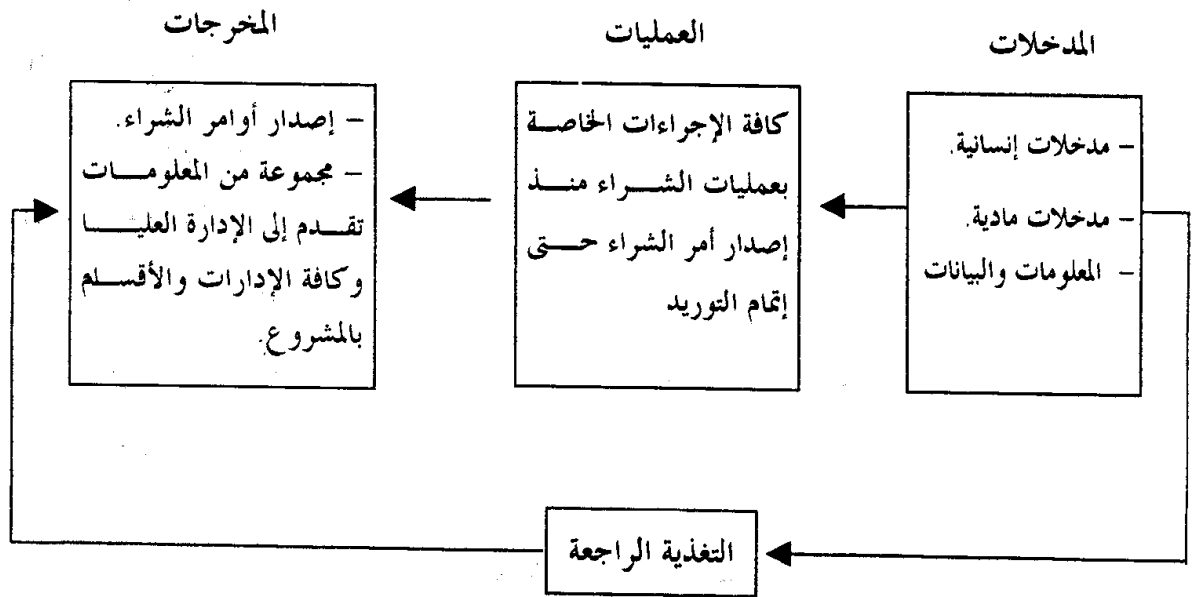 المدخلات
العمليات
المخرجات
– مدخلات إنسانية.
– مدخلات مادية.
– المعلومات والبيانات
كافة الإجراءات الخاصة
بعمليات الشراء منذ
إصدار أمر الشراء حتى
إتمام التوريد
– إصدار أوامر الشراء.
– مجموعة من المعلومات
تقدم إلى الإدارة العليا
وكافة الإدارات والأقسام
بالمشروع.
التغذية الراجعة